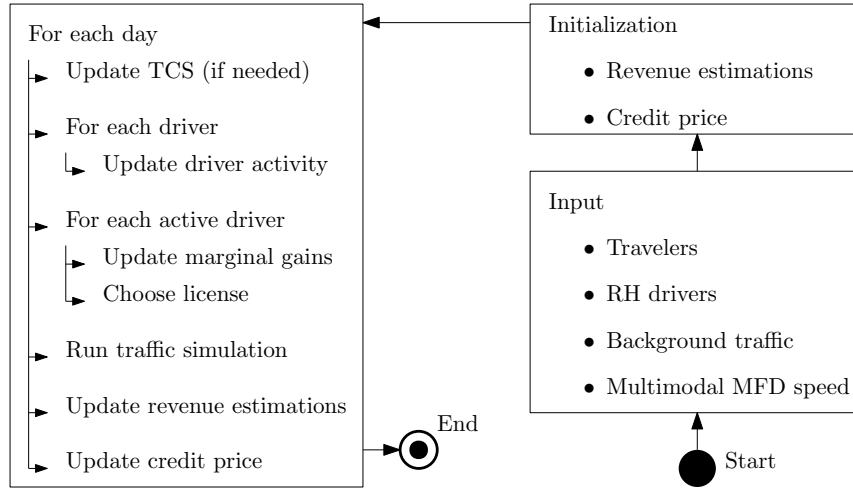 For each day
Update TCS (if needed)
For each driver
Update driver activity
For each active driver
Update marginal gains
Choose license
Run traffic simulation
Update revenue estimations
Update credit price
End
Initialization
• Revenue estimations
• Credit price
Input
• Travelers
• RH drivers
• Background traffic
• Multimodal MFD speed
Start